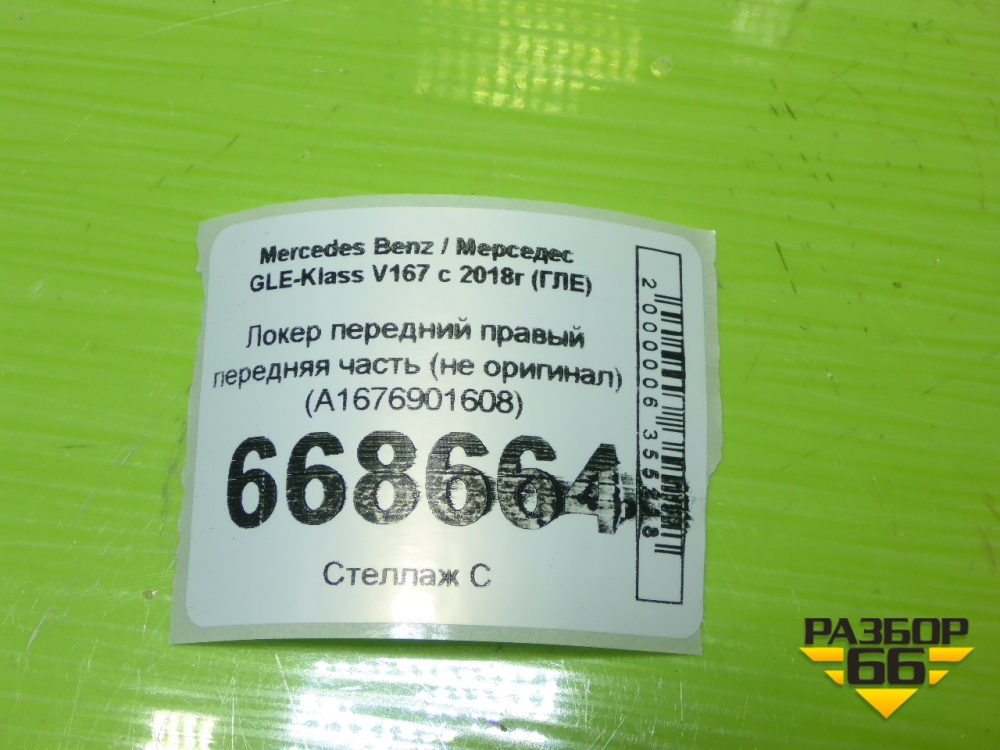 Mercedes Benz / Мерседес
GLE-Klass V167 с 2018г (ГЛЕ)
Локер передний правый
передняя часть (не оригинал)
(A1676901608)
668664
Стеллаж С
РАЗБОР
66